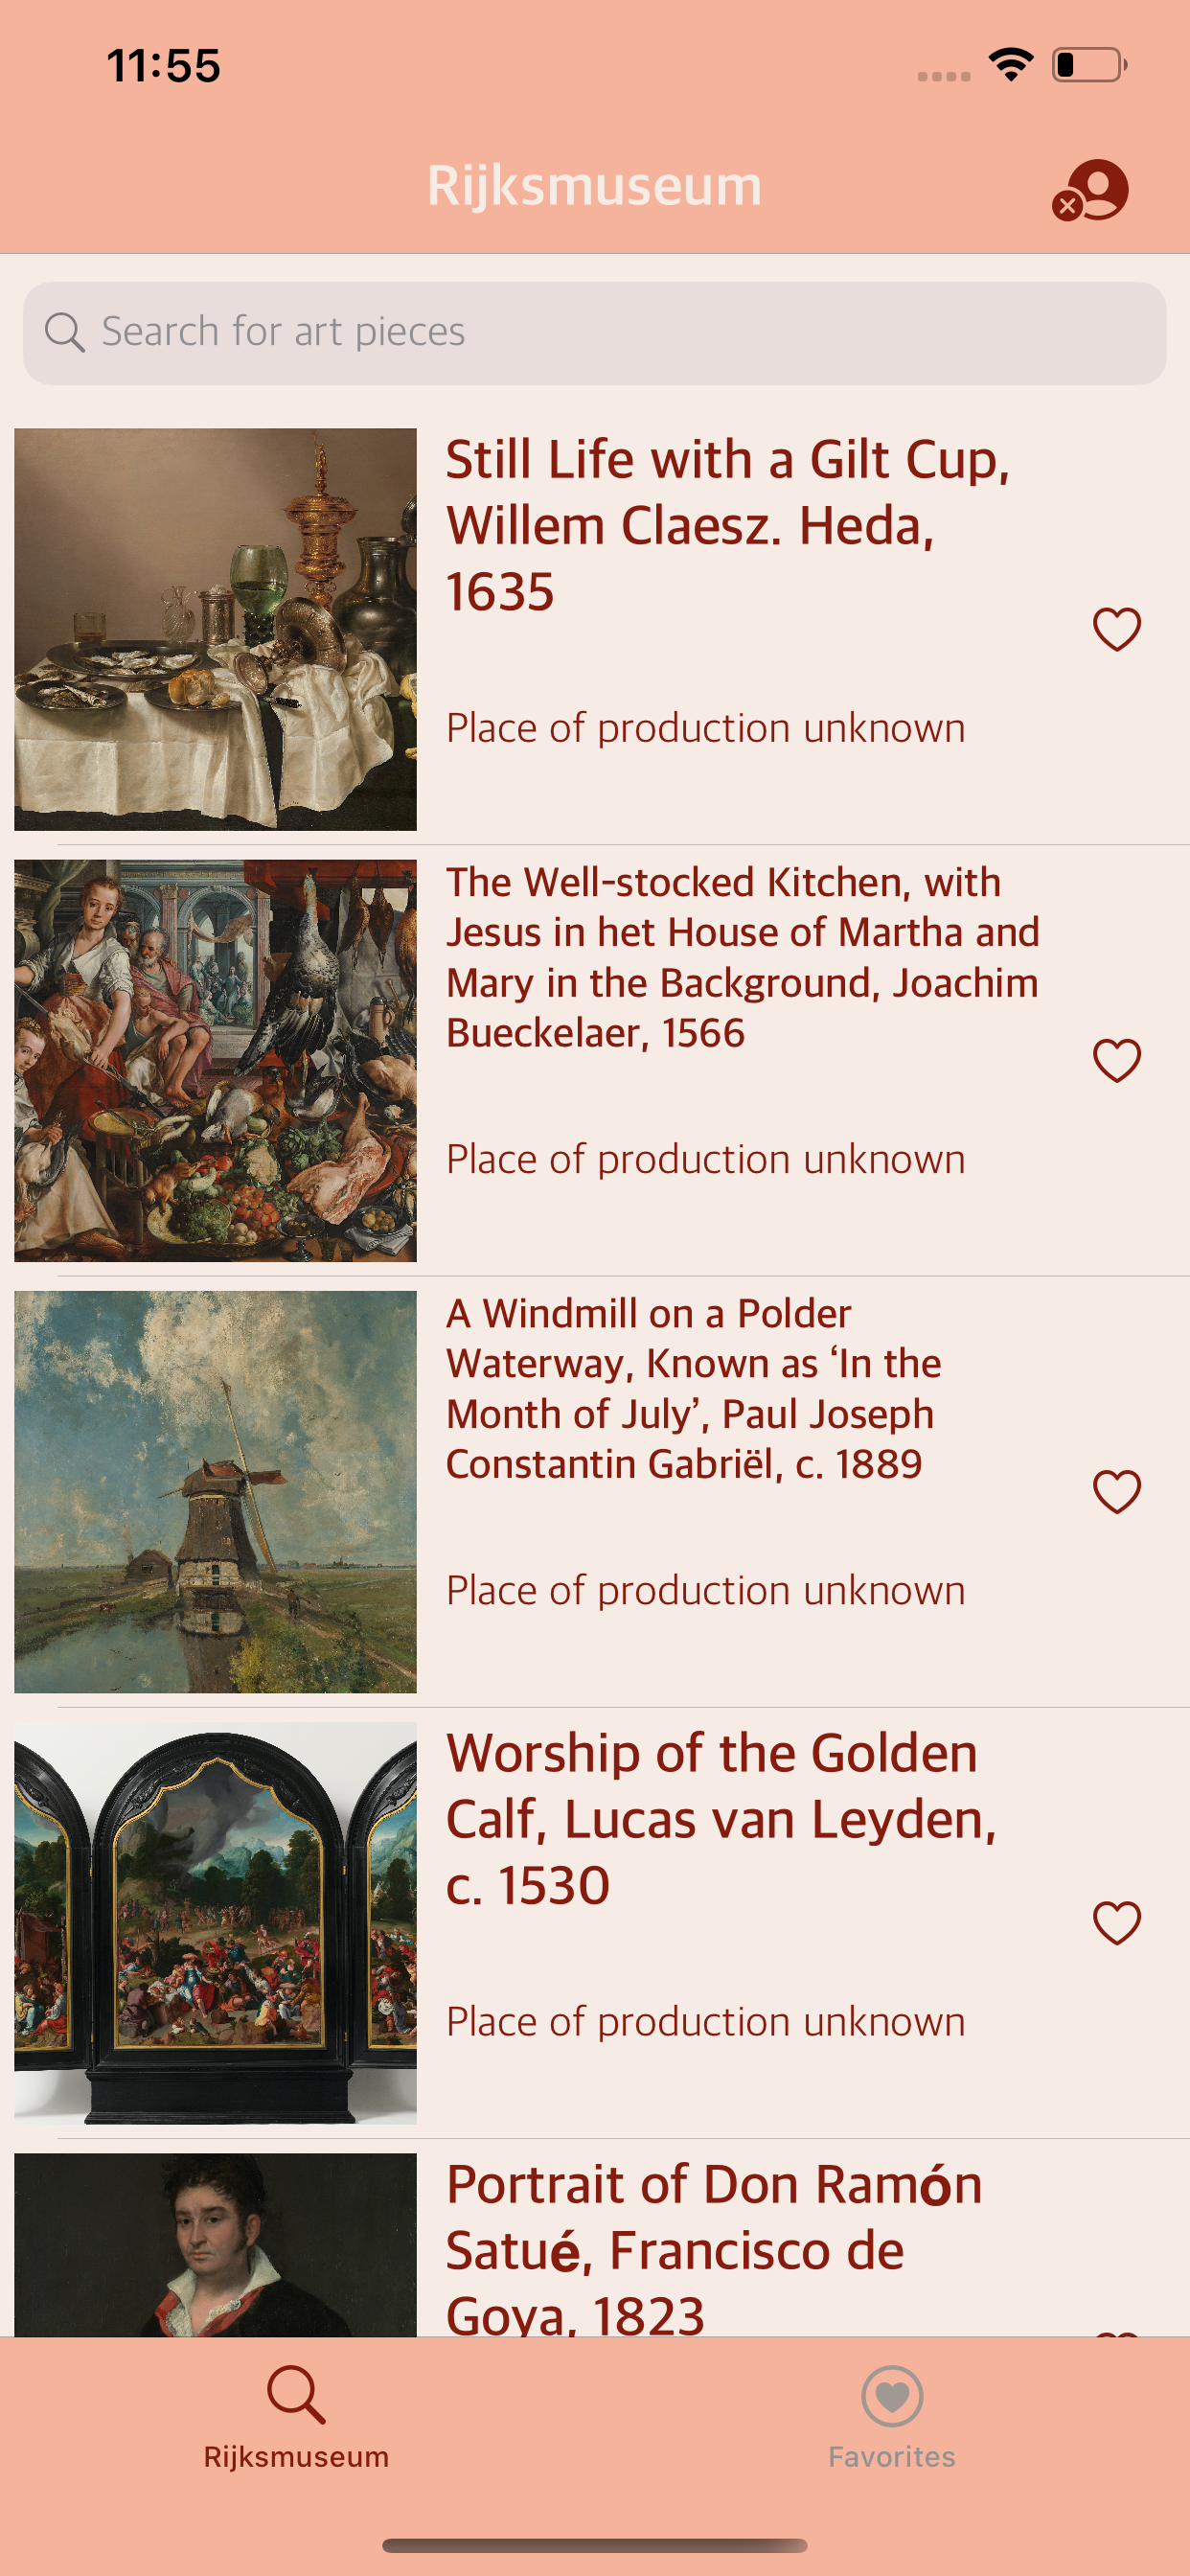 11:55
Rijksmuseum
Search for art pieces
Still Life with a Gilt Cup,
Willem Claesz. Heda,
1635
Place of production unknown
The Well-stocked Kitchen, with
Jesus in het House of Martha and
Mary in the Background, Joachim
Bueckelaer, 1566
Place of production unknown
A Windmill on a Polder
Waterway, Known as ‘In the
Month of July’, Paul Joseph
Constantin Gabriël, c. 1889
Place of production unknown
Worship of the Golden
Calf, Lucas van Leyden,
c. 1530
Place of production unknown
Portrait of Don Ramón
Satué, Francisco de
Goya, 1823
Rijksmuseum
Favorites